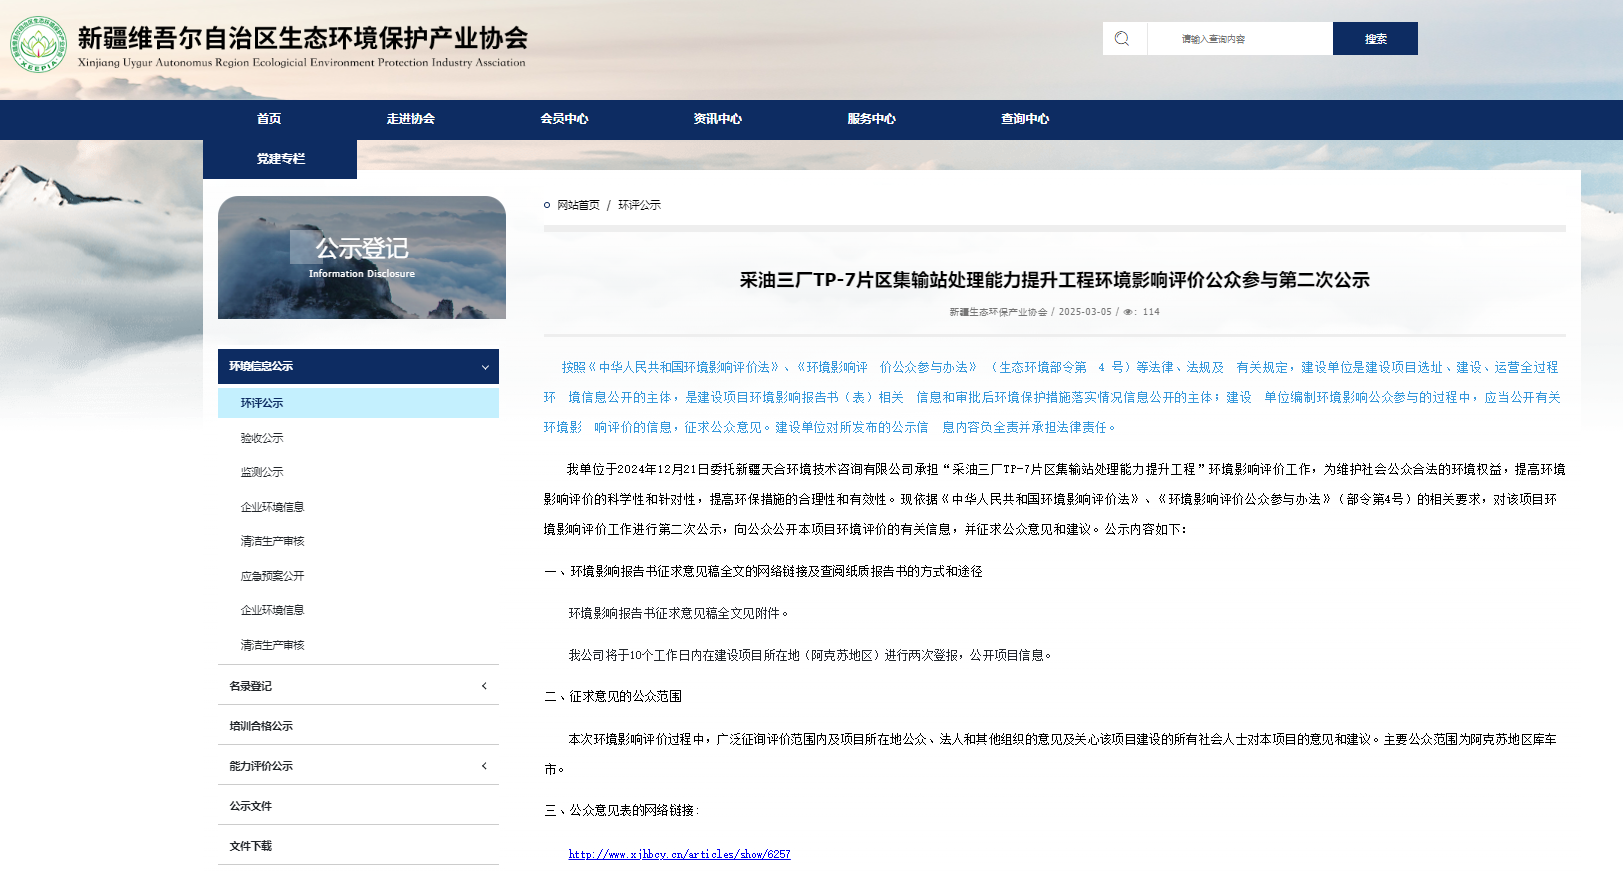 新疆维吾尔自治区生态环境保护产业协会
Xinjiang Uygur Autonomus Region Ecologicial Environment Protection Industry Assciation
请输入查询内容
搜索
首页
走进协会
会员中心
资讯中心
服务中心
查询中心
党建专栏
公示登记
Information Disclosure
环境信息公示
环评公示
验收公示
监测公示
企业环境信息
清洁生产审核
应急预案公开
企业环境信息
清洁生产审核
名录登记
培训合格公示
能力评价公示
公示文件
文件下载
网站首页 / 环评公示
采油三厂TP-7片区集输站处理能力提升工程环境影响评价公众参与第二次公示
新疆生态环保产业协会 / 2025-03-05 / : 114
按照《中华人民共和国环境影响评价法》、《环境影响评 价公众参与办法》 （生态环境部令第 4 号）等法律、法规及 有关规定，建设单位是建设项目选址、建设、运营全过程
环 境信息公开的主体，是建设项目环境影响报告书（表）相关 信息和审批后环境保护措施落实情况信息公开的主体；建设 单位编制环境影响公众参与的过程中，应当公开有关
环境影 响评价的信息，征求公众意见。建设单位对所发布的公示信 息内容负全责并承担法律责任。
我单位于2024年12月21日委托新疆天合环境技术咨询有限公司承担“采油三厂TP-7片区集输站处理能力提升工程”环境影响评价工作，为维护社会公众合法的环境权益，提高环境
影响评价的科学性和针对性，提高环保措施的合理性和有效性。现依据《中华人民共和国环境影响评价法》、《环境影响评价公众参与办法》（部令第4号）的相关要求，对该项目环
境影响评价工作进行第二次公示，向公众公开本项目环境评价的有关信息，并征求公众意见和建议。公示内容如下：
一、环境影响报告书征求意见稿全文的网络链接及查阅纸质报告书的方式和途径
环境影响报告书征求意见稿全文见附件。
我公司将于10个工作日内在建设项目所在地（阿克苏地区）进行两次登报，公开项目信息。
二、征求意见的公众范围
本次环境影响评价过程中，广泛征询评价范围内及项目所在地公众、法人和其他组织的意见及关心该项目建设的所有社会人士对本项目的意见和建议。主要公众范围为阿克苏地区库车
市。
三、公众意见表的网络链接：
http://www.xjhbcy.cn/articles/show/6257